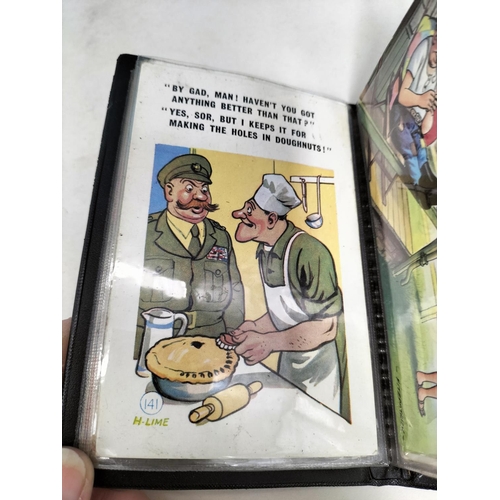 "BY GAD, MAN! HAVEN'T YOU GOT
ANYTHING BETTER THAN THAT?"
"YES, SOR, BUT I KEEPS IT FOR
MAKING THE HOLES IN DOUGHNUTS!"
141
H-LIME